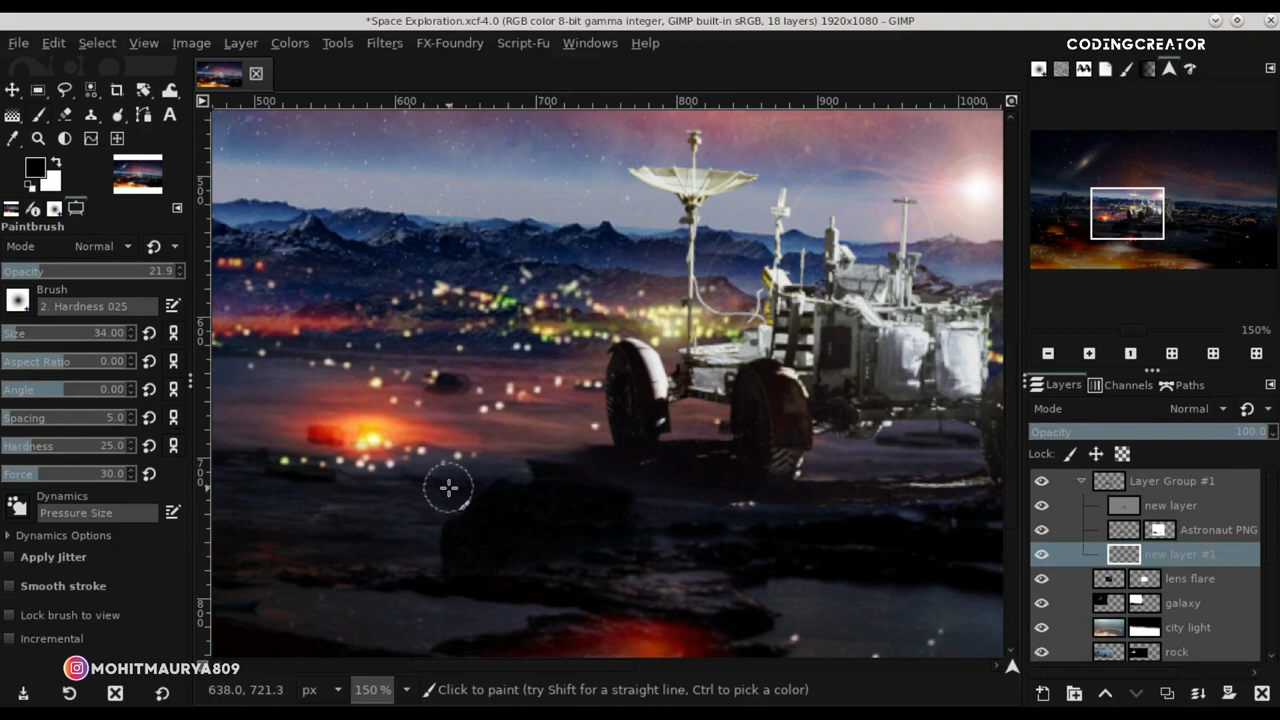 *Space Exploration.xcf-4.0 (RGB color 8-bit gamma integer, GIMP built-in sRGB, 18 layers) 1920x1080 – GIMP
File Edit Select View Image Layer Colors Tools Filters FX-Foundry Script-Fu Windows Help
CODINGCREATOR
500 600 700 800 900 1000
500
600
700
800
Paintbrush
Mode Normal
Opacity 21.9
Brush
2. Hardness 025
Size 34.00
Aspect Ratio 0.00
Angle 0.00
Spacing 5.0
Hardness 25.0
Force 30.0
Dynamics
Pressure Size
Dynamics Options
Apply Jitter
Smooth stroke
Lock brush to view
Incremental
MOHITMAURYA809
638.0, 721.3 px 150 % Click to paint (try Shift for a straight line, Ctrl to pick a color)
150%
Layers Channels Paths
Mode Normal
Opacity 100.0
Lock:
Layer Group #1
new layer
Astronaut PNG
new layer #1
lens flare
galaxy
city light
rock